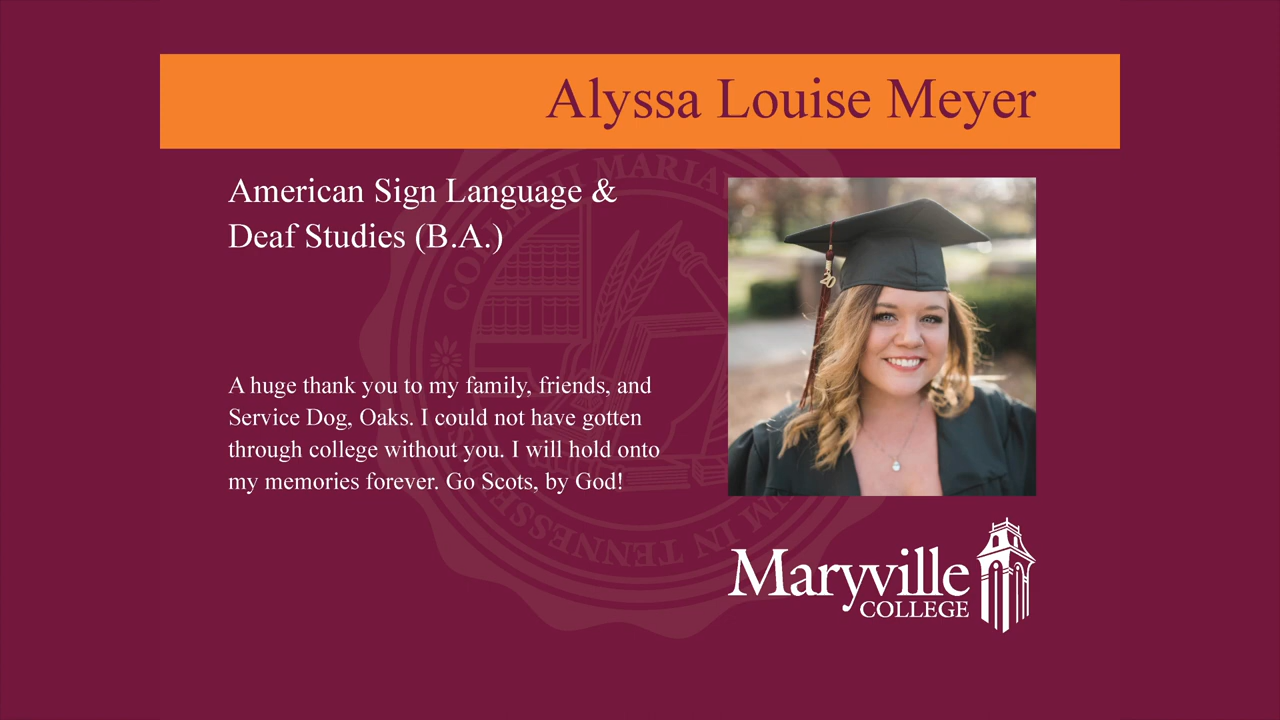 Alyssa Louise Meyer
American Sign Language &
Deaf Studies (B.A.)
A huge thank you to my family, friends, and
Service Dog, Oaks. I could not have gotten
through college without you. I will hold onto
my memories forever. Go Scots, by God!
20
Maryville
COLLEGE